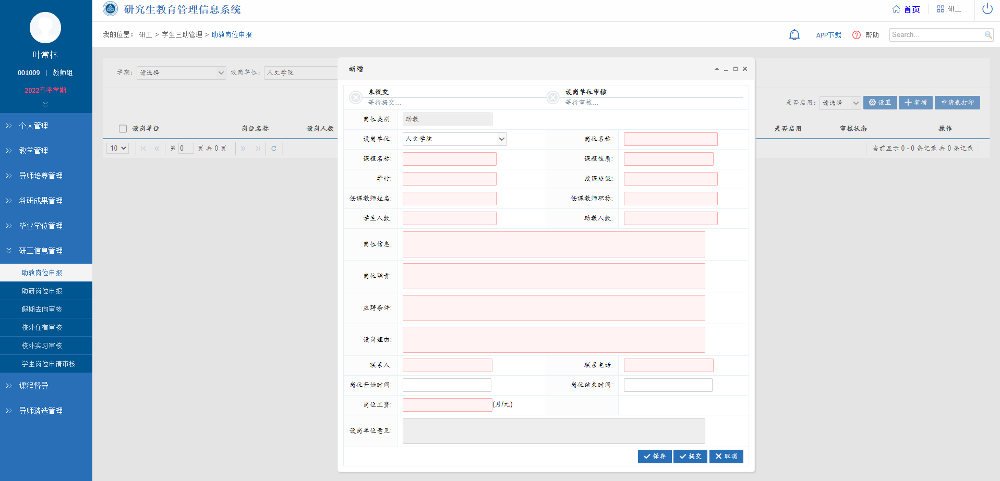 研究生教育管理信息系统
首页
研工
叶常林
001009 | 教师组
2022春季学期
我的位置： 研工 > 学生三助管理 > 助教岗位申报
APP下载
帮助
Search...
个人管理
教学管理
导师培养管理
科研成果管理
毕业学位管理
研工信息管理
助教岗位申报
助研岗位申报
假期去向审核
校外住宿审核
校外实习审核
学生岗位申请审核
课程督导
导师遴选管理
学期: 请选择 设岗单位: 人文学院
是否启用: 请选择 设置 新增 申请表打印
设岗单位 岗位名称 设岗人数 是否启用 审核状态 操作
10 第 0 页 共 0 页
当前显示 0 - 0 条记录 共 0 条记录
新增
未提交
等待提交...
设岗单位审核
等待审核...
岗位类别: 助教
设岗单位: 人文学院 岗位名称:
课程名称: 课程性质:
学时: 授课班级:
任课教师姓名: 任课教师职称:
学生人数: 助教人数:
岗位信息:
岗位职责:
应聘条件:
设岗理由:
联系人: 联系电话:
岗位开始时间: 岗位结束时间:
岗位工资: (月/元)
设岗单位意见:
保存 提交 取消